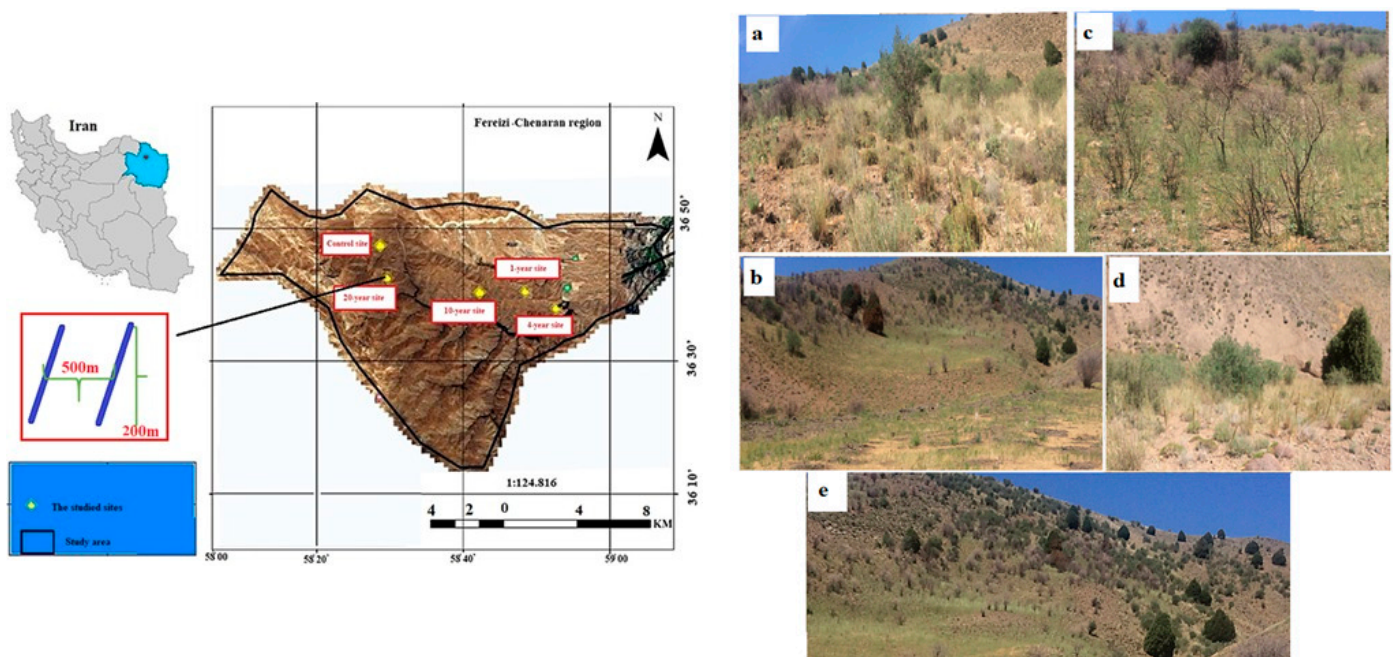 Iran
Fereizi -Chenaran region
N
Control site
1-year site
20-year site
10-year site
4-year site
36 50'
36 30'
36 10'
500m
200m
The studied sites
Study area
1:124.816
4 2 0 4 8
KM
58 00
58 20'
58 40'
59 00
a
c
b
d
e